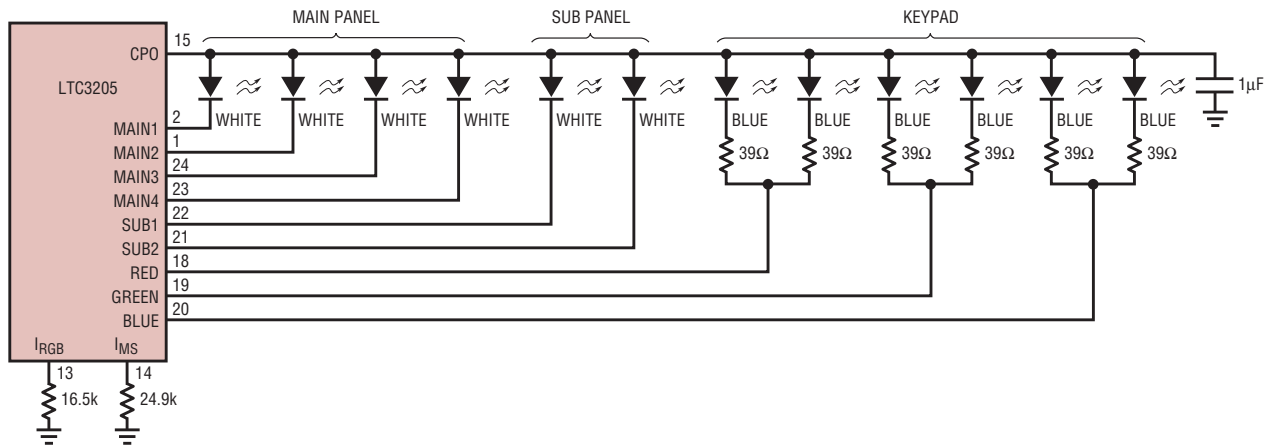 MAIN PANEL
SUB PANEL
KEYPAD
15
CPO
LTC3205
1µF
2
MAIN1
WHITE
WHITE
WHITE
WHITE
WHITE
WHITE
BLUE
BLUE
BLUE
BLUE
BLUE
BLUE
1
MAIN2
39Ω
39Ω
39Ω
39Ω
39Ω
39Ω
24
MAIN3
23
MAIN4
22
SUB1
21
SUB2
18
RED
19
GREEN
20
BLUE
IRGB
IMS
13
14
16.5k
24.9k